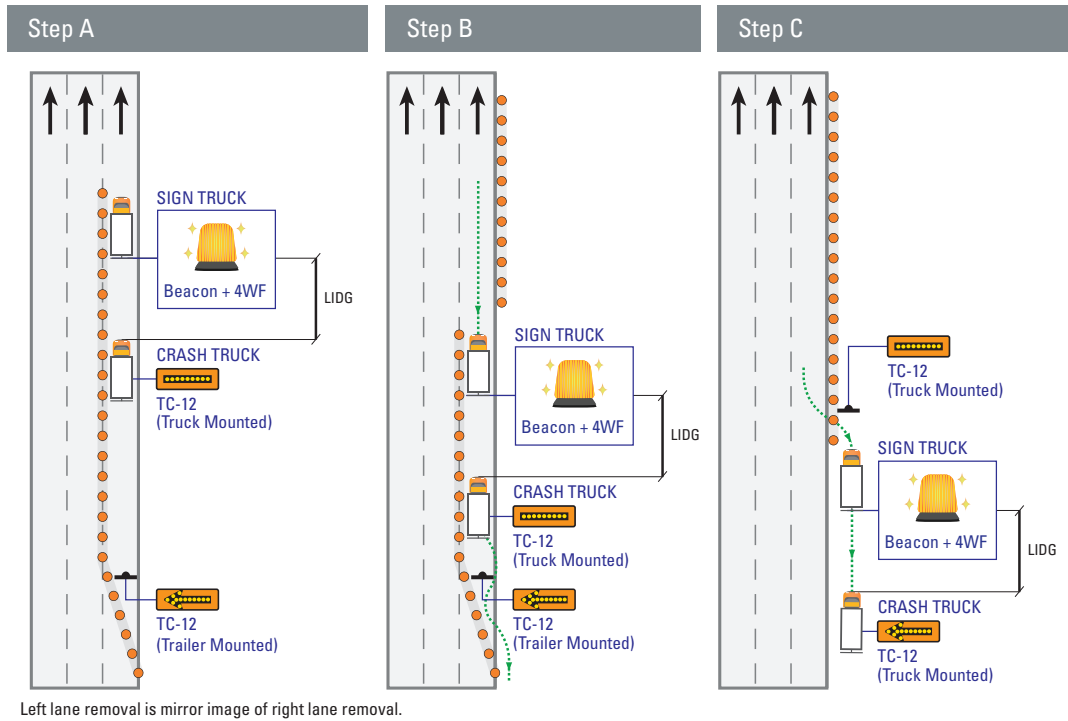 Step A
SIGN TRUCK
Beacon + 4WF
LIDG
CRASH TRUCK
TC-12
(Truck Mounted)
TC-12
(Trailer Mounted)
Step B
SIGN TRUCK
Beacon + 4WF
LIDG
CRASH TRUCK
TC-12
(Truck Mounted)
TC-12
(Trailer Mounted)
Step C
TC-12
(Truck Mounted)
SIGN TRUCK
Beacon + 4WF
LIDG
CRASH TRUCK
TC-12
(Truck Mounted)
Left lane removal is mirror image of right lane removal.